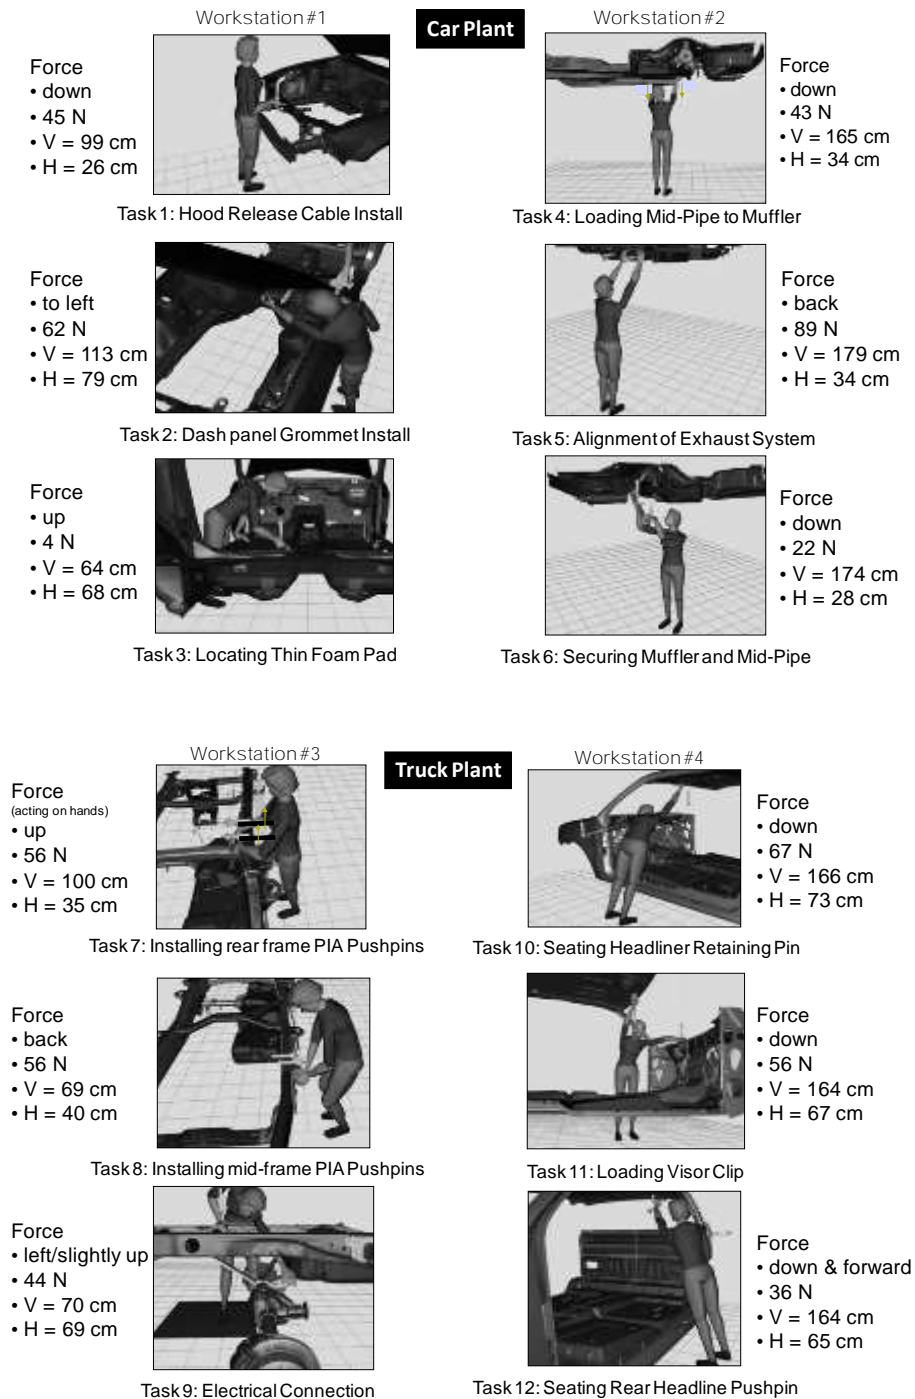 Workstation #1
Car Plant
Workstation #2
Force
• down
• 45 N
• V = 99 cm
• H = 26 cm
Task 1: Hood Release Cable Install
Force
• down
• 43 N
• V = 165 cm
• H = 34 cm
Task 4: Loading Mid-Pipe to Muffler
Force
• to left
• 62 N
• V = 113 cm
• H = 79 cm
Task 2: Dash panel Grommet Install
Force
• back
• 89 N
• V = 179 cm
• H = 34 cm
Task 5: Alignment of Exhaust System
Force
• up
• 4 N
• V = 64 cm
• H = 68 cm
Task 3: Locating Thin Foam Pad
Force
• down
• 22 N
• V = 174 cm
• H = 28 cm
Task 6: Securing Muffler and Mid-Pipe
Workstation #3
Truck Plant
Workstation #4
Force
(acting on hands)
• up
• 56 N
• V = 100 cm
• H = 35 cm
Task 7: Installing rear frame PIA Pushpins
Force
• down
• 67 N
• V = 166 cm
• H = 73 cm
Task 10: Seating Headliner Retaining Pin
Force
• back
• 56 N
• V = 69 cm
• H = 40 cm
Task 8: Installing mid-frame PIA Pushpins
Force
• down
• 56 N
• V = 164 cm
• H = 67 cm
Task 11: Loading Visor Clip
Force
• left/slightly up
• 44 N
• V = 70 cm
• H = 69 cm
Task 9: Electrical Connection
Force
• down & forward
• 36 N
• V = 164 cm
• H = 65 cm
Task 12: Seating Rear Headline Pushpin